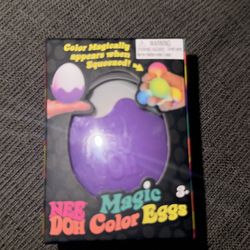 Color Magically
appears when
Squeezed!
NEE
DOH
Magic
Color Eggs
3+